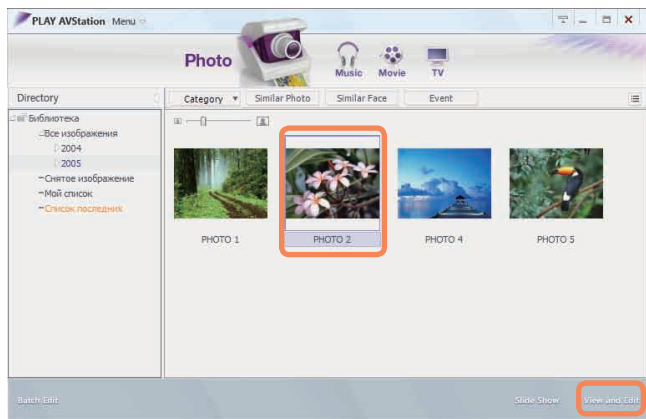 PLAY AVStation Menu
Photo
Music Movie TV
Directory
Category Similar Photo Similar Face Event
Библиотека
Все изображения
2004
2005
Снятое изображение
Мой список
Список последних
PHOTO 1 PHOTO 2 PHOTO 4 PHOTO 5
Batch Edit Slide Show View and Edit